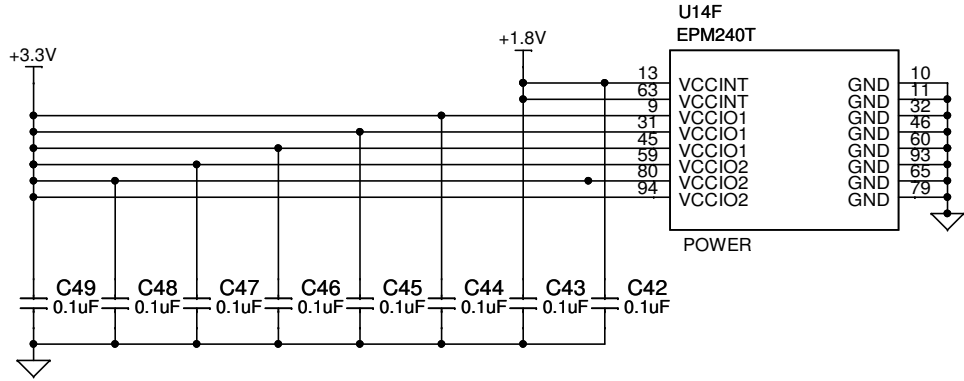 U14F
EPM240T
+1.8V
+3.3V
13 VCCINT GND 10
63 VCCINT GND 11
9 VCCIO1 GND 32
31 VCCIO1 GND 46
45 VCCIO1 GND 60
59 VCCIO2 GND 93
80 VCCIO2 GND 65
94 VCCIO2 GND 79
POWER
C49 C48 C47 C46 C45 C44 C43 C42
0.1uF 0.1uF 0.1uF 0.1uF 0.1uF 0.1uF 0.1uF 0.1uF